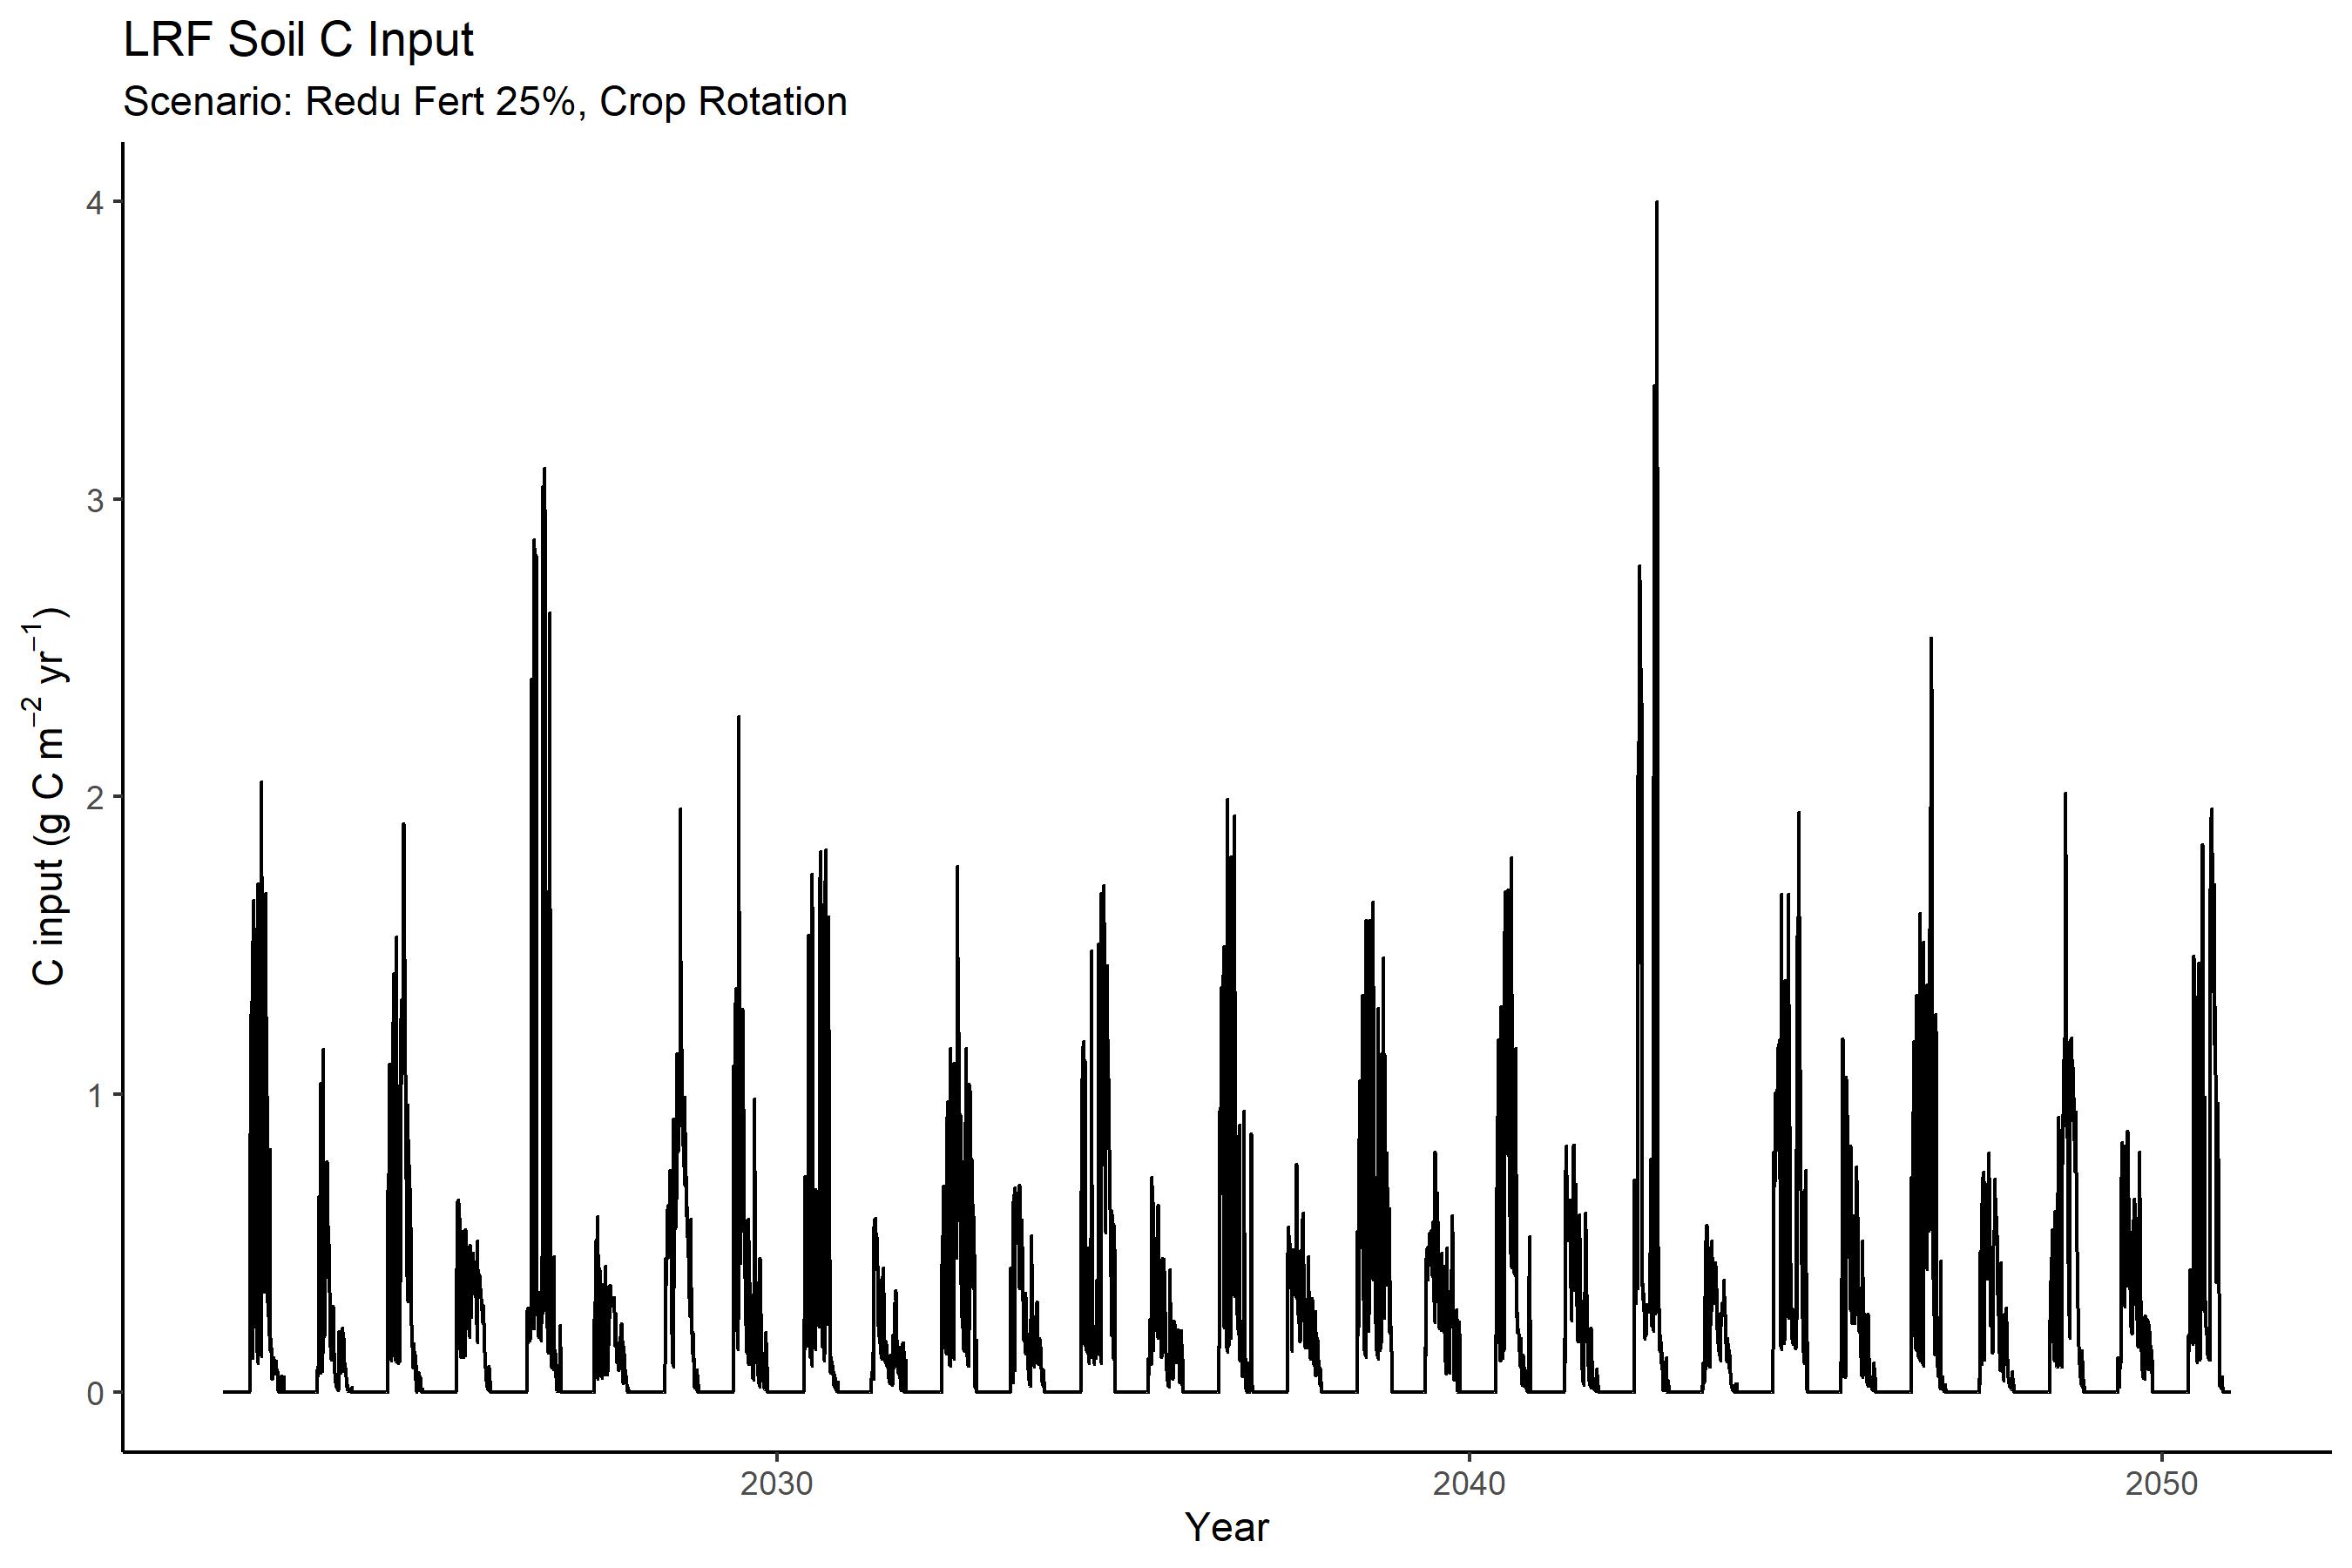 LRF Soil C Input
Scenario: Redu Fert 25%, Crop Rotation
4
3
2
1
0
C input (g C m⁻² yr⁻¹)
2030 2040 2050
Year